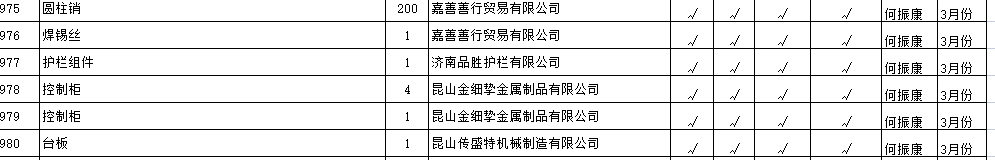 975 圆柱销 200 嘉善善行贸易有限公司 √ √ √ √ 何振康 3月份
976 焊锡丝 1 嘉善善行贸易有限公司 √ √ √ √ 何振康 3月份
977 护栏组件 1 济南品胜护栏有限公司 √ √ √ √ 何振康 3月份
978 控制柜 4 昆山金细挚金属制品有限公司 √ √ √ √ 何振康 3月份
979 控制柜 1 昆山金细挚金属制品有限公司 √ √ √ √ 何振康 3月份
980 台板 1 昆山传盛特机械制造有限公司 √ √ √ √ 何振康 3月份